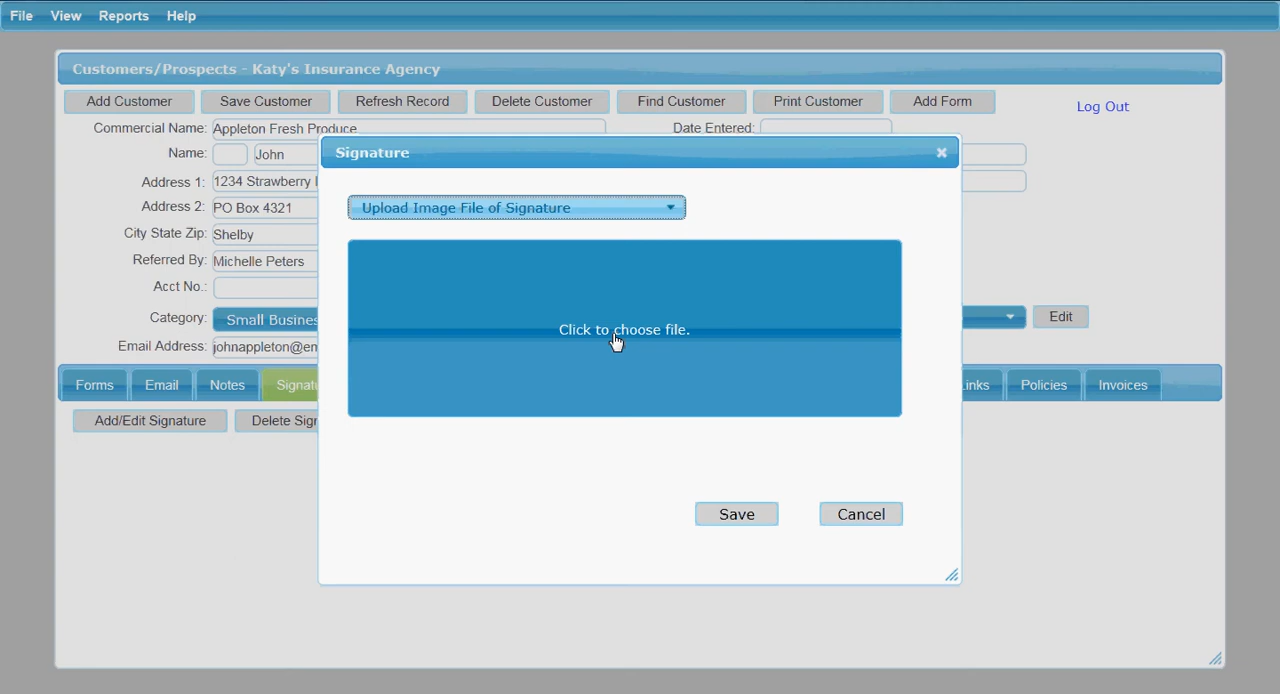 File View Reports Help
Customers/Prospects - Katy's Insurance Agency
Add Customer Save Customer Refresh Record Delete Customer Find Customer Print Customer Add Form Log Out
Commercial Name: Appleton Fresh Produce Date Entered:
Signature
Name: John
Address 1: 1234 Strawberry
Upload Image File of Signature
Address 2: PO Box 4321
City State Zip: Shelby
Referred By: Michelle Peters
Acct No.:
Category: Small Busines Edit
Click to choose file.
Email Address: johnappleton@em
Forms Email Notes Signatu Links Policies Invoices
Add/Edit Signature Delete Sign
Save Cancel